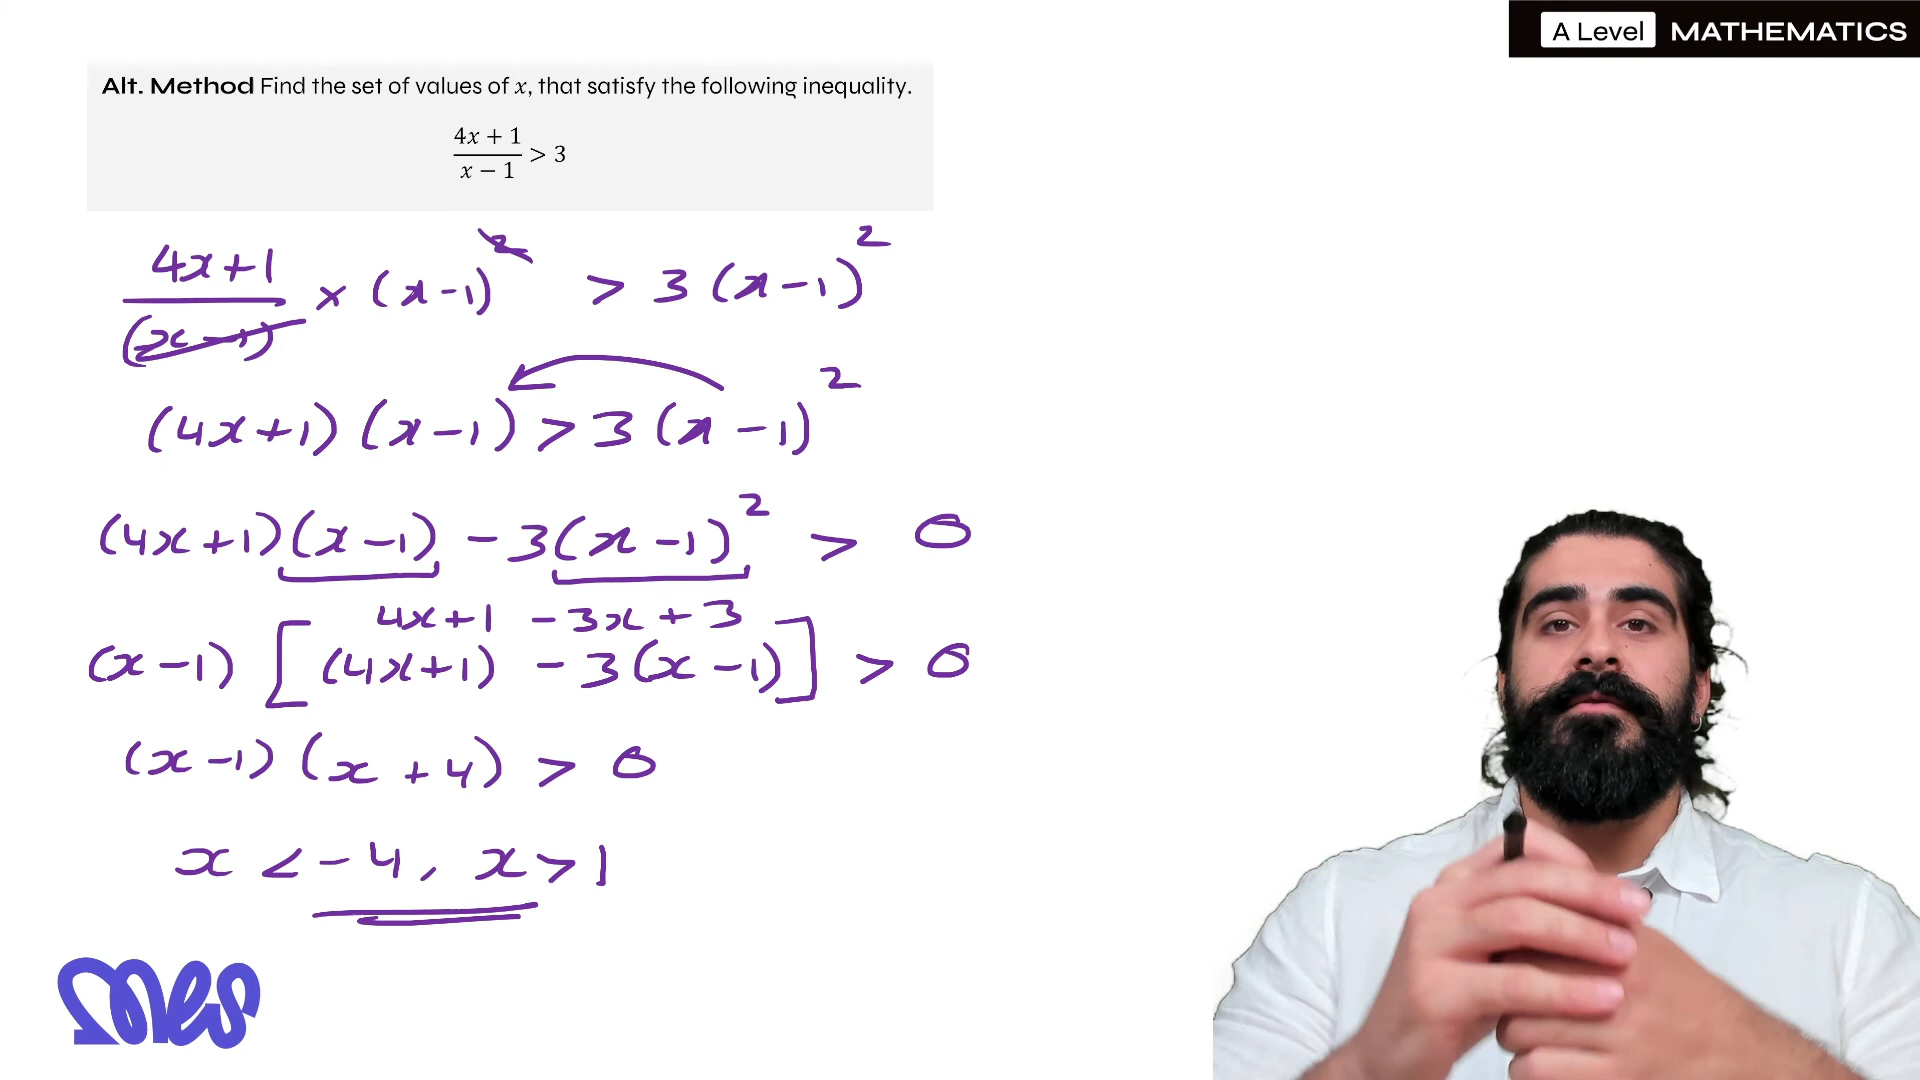 A Level MATHEMATICS
Alt. Method Find the set of values of x, that satisfy the following inequality.
4x + 1
x − 1
> 3
4x+1
(x-1)
× (x-1)² > 3 (x-1)²
(4x+1) (x-1) > 3 (x-1)²
(4x+1)(x-1) -3(x-1)² > 0
4x+1 -3x+3
(x-1) [(4x+1) -3(x-1)] > 0
(x-1) (x+4) > 0
x < -4, x > 1